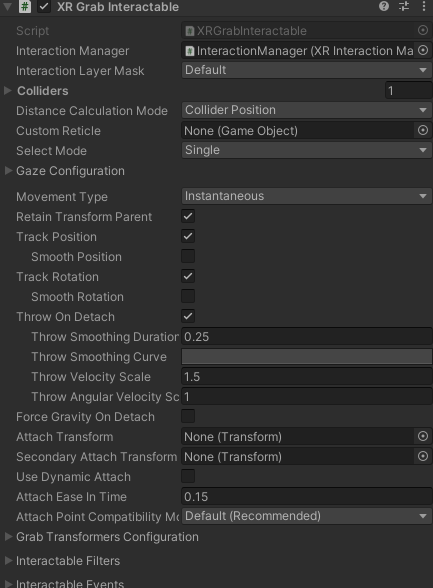 # XR Grab Interactable
Script #XRGrabInteractable
Interaction Manager #InteractionManager (XR Interaction Ma
Interaction Layer Mask Default
Colliders 1
Distance Calculation Mode Collider Position
Custom Reticle None (Game Object)
Select Mode Single
Gaze Configuration
Movement Type Instantaneous
Retain Transform Parent
Track Position
Smooth Position
Track Rotation
Smooth Rotation
Throw On Detach
Throw Smoothing Duration 0.25
Throw Smoothing Curve
Throw Velocity Scale 1.5
Throw Angular Velocity Sc 1
Force Gravity On Detach
Attach Transform None (Transform)
Secondary Attach Transform None (Transform)
Use Dynamic Attach
Attach Ease In Time 0.15
Attach Point Compatibility Mo Default (Recommended)
Grab Transformers Configuration
Interactable Filters
Interactable Events